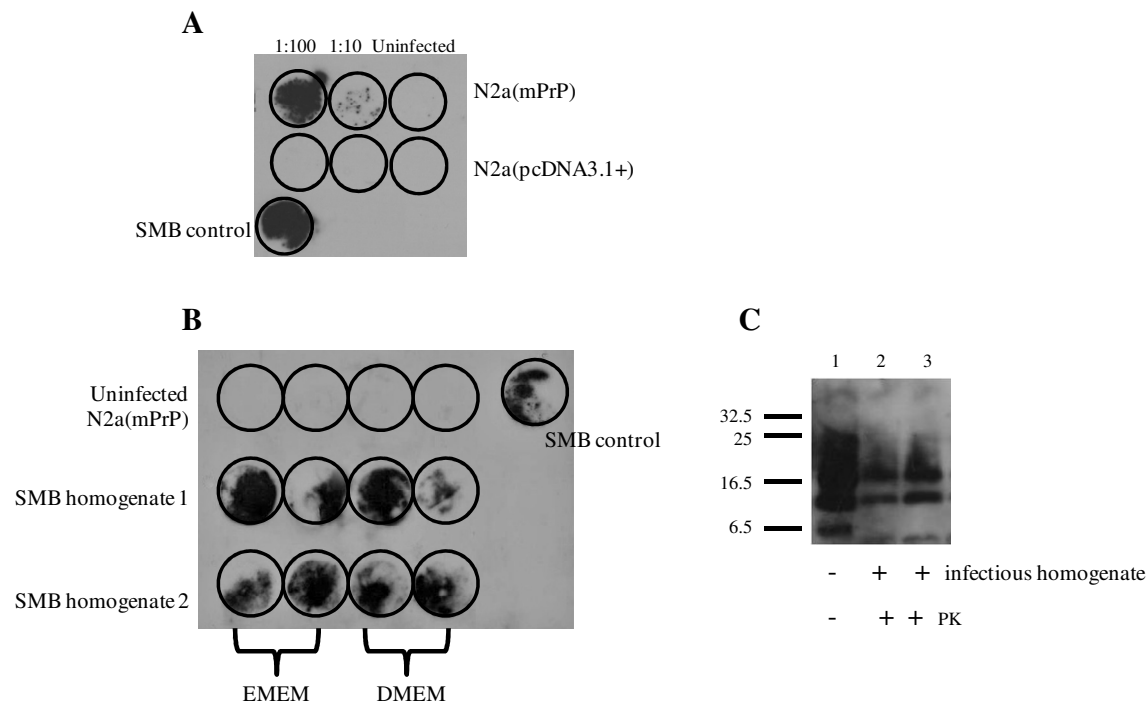 A
1:100 1:10 Uninfected
N2a(mPrP)
N2a(pcDNA3.1+)
SMB control
B
Uninfected
N2a(mPrP)
SMB control
SMB homogenate 1
SMB homogenate 2
EMEM DMEM
C
1 2 3
32.5
25
16.5
6.5
- + + infectious homogenate
- + + PK